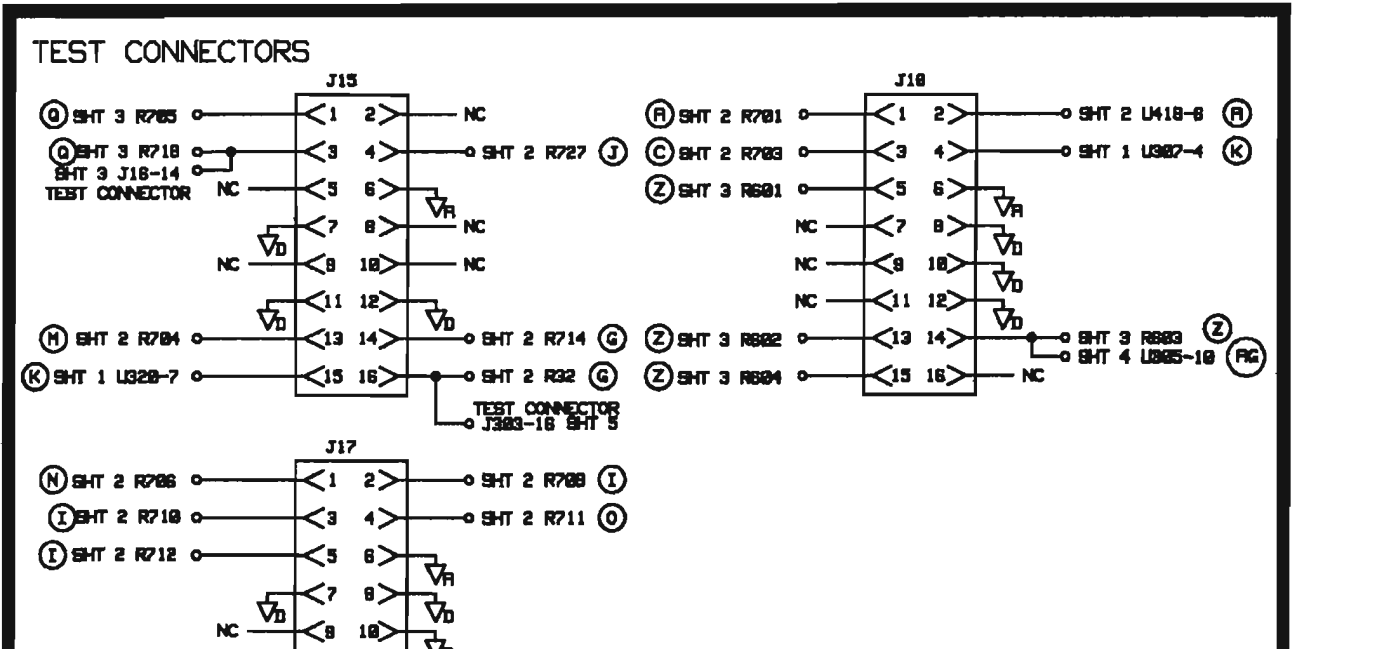 TEST CONNECTORS
J15
Q SHT 3 R705 1 2 NC
Q SHT 3 R718 3 4 SHT 2 R727 J
SHT 3 J16-14
TEST CONNECTOR
NC 5 6 A
D 7 8 NC
NC 9 10 NC
D 11 12 D
M SHT 2 R704 13 14 SHT 2 R714 G
K SHT 1 U320-7 15 16 SHT 2 R32 G
TEST CONNECTOR
J303-16 SHT 5
A SHT 2 R701 1 2 SHT 2 U418-6 A
C SHT 2 R703 3 4 SHT 1 U307-4 K
Z SHT 3 R601 5 6 A
NC 7 8 D
NC 9 10 D
NC 11 12 D
Z SHT 3 R602 13 14 SHT 3 R603 Z
SHT 4 U305-10 AG
Z SHT 3 R604 15 16 NC
J17
N SHT 2 R706 1 2 SHT 2 R709 I
I SHT 2 R710 3 4 SHT 2 R711 O
I SHT 2 R712 5 6 A
D 7 8 D
NC 9 10